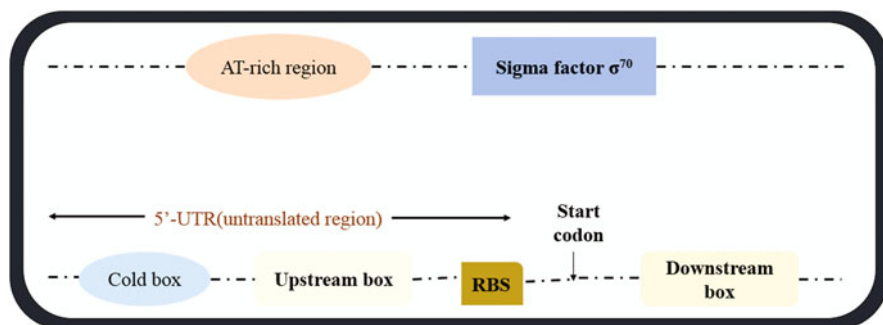 AT-rich region
Sigma factor σ⁷⁰
5'-UTR(untranslated region)
Start
codon
Cold box
Upstream box
RBS
Downstream
box